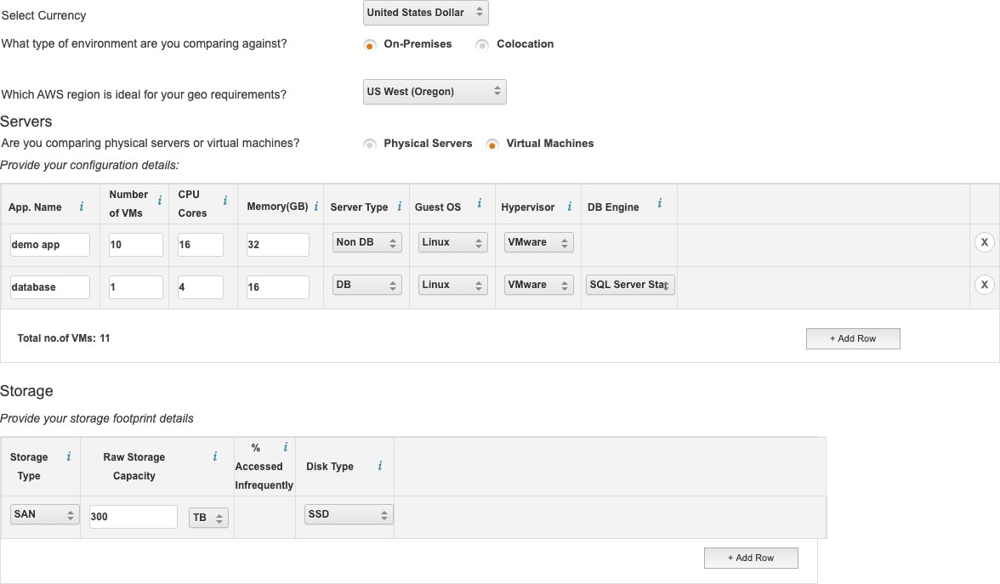 Select Currency United States Dollar
What type of environment are you comparing against? On-Premises Colocation
Which AWS region is ideal for your geo requirements? US West (Oregon)
Servers
Are you comparing physical servers or virtual machines? Physical Servers Virtual Machines
Provide your configuration details:
App. Name i Number of VMs i CPU Cores i Memory(GB) i Server Type i Guest OS i Hypervisor i DB Engine i
demo app 10 16 32 Non DB Linux VMware X
database 1 4 16 DB Linux VMware SQL Server Sta X
Total no.of VMs: 11 + Add Row
Storage
Provide your storage footprint details
Storage Type i Raw Storage Capacity i % Accessed Infrequently i Disk Type i
SAN 300 TB SSD
+ Add Row